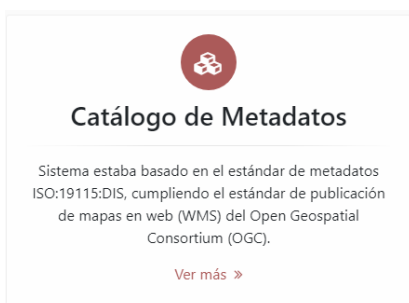 Catálogo de Metadatos
Sistema estaba basado en el estándar de metadatos
ISO:19115:DIS, cumpliendo el estándar de publicación
de mapas en web (WMS) del Open Geospatial
Consortium (OGC).
Ver más »